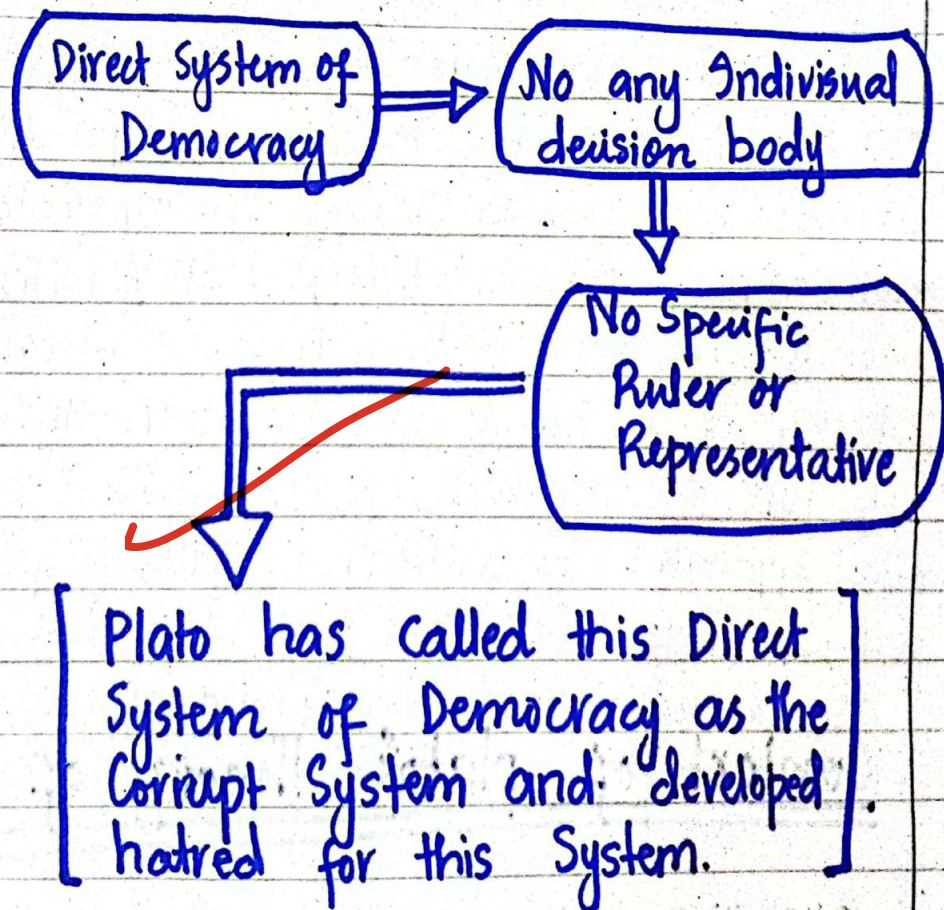 Direct System of
Democracy
No any Indivisual
decision body
No Specific
Ruler or
Representative
Plato has called this Direct
System of Democracy as the
Corrupt System and developed
hatred for this System.